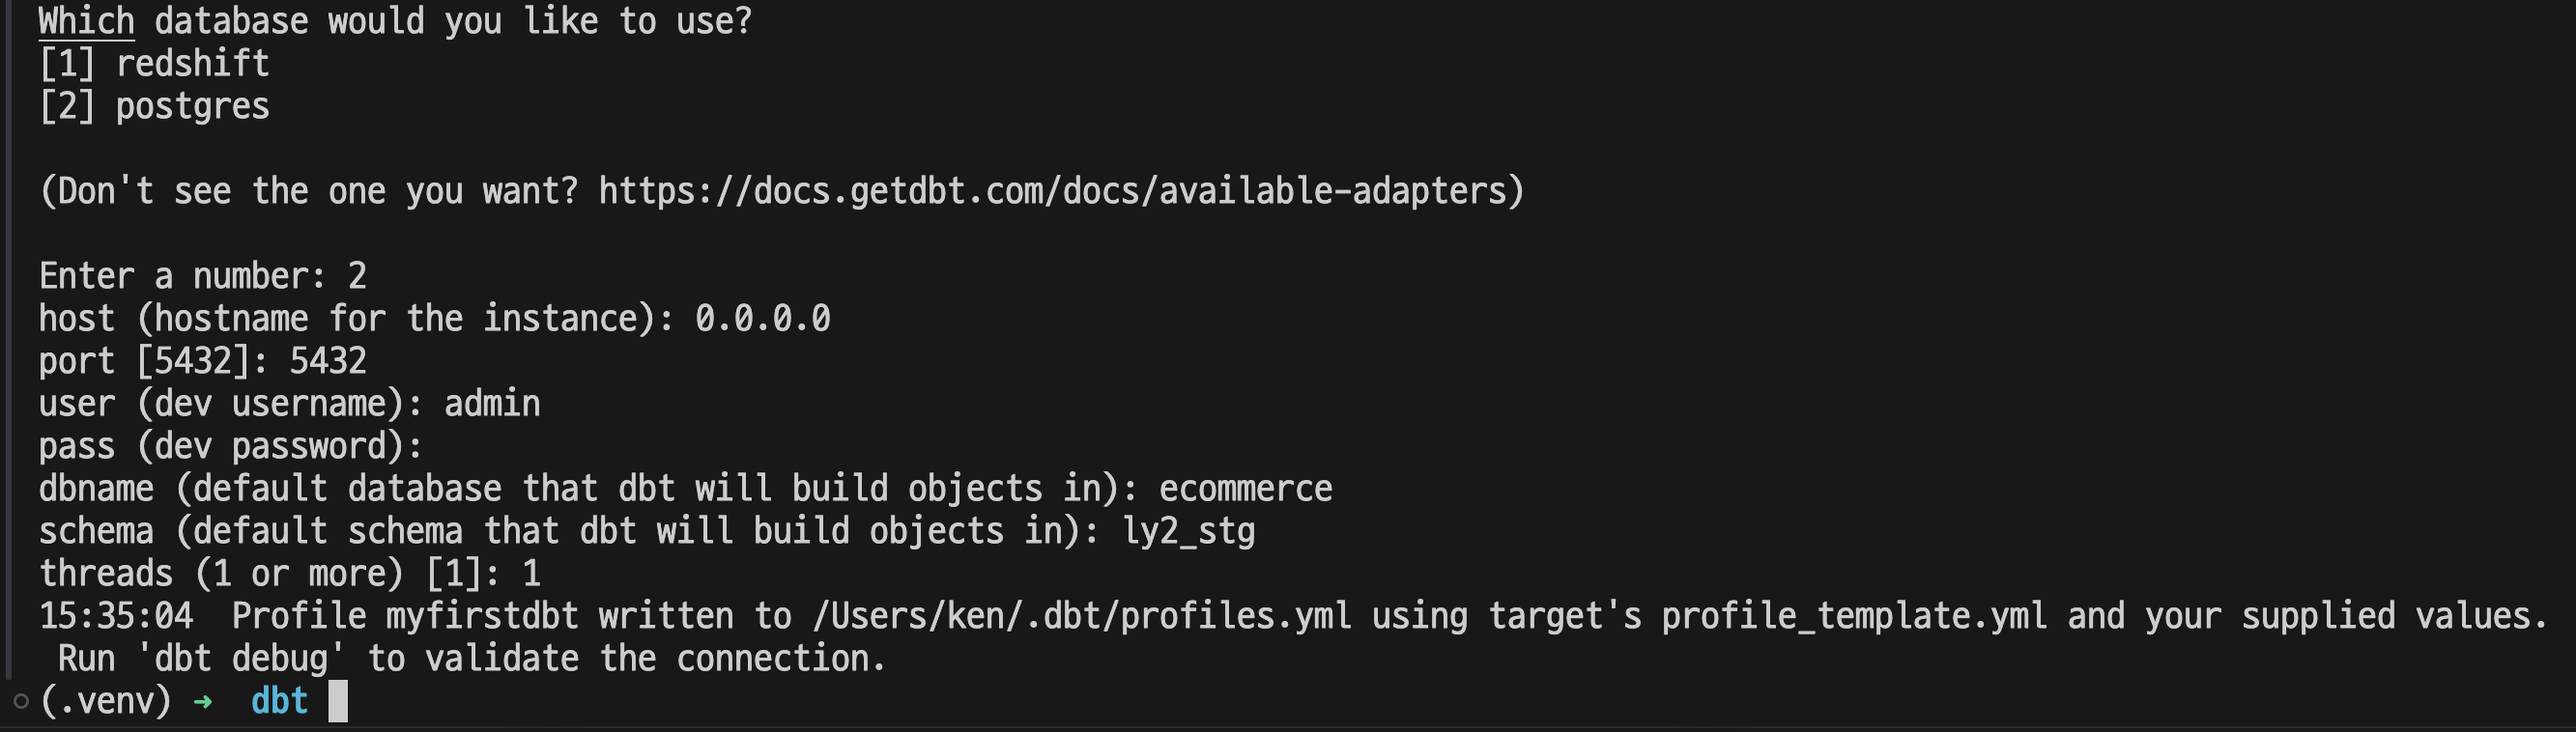 Which database would you like to use?
[1] redshift
[2] postgres
(Don't see the one you want? https://docs.getdbt.com/docs/available-adapters)
Enter a number: 2
host (hostname for the instance): 0.0.0.0
port [5432]: 5432
user (dev username): admin
pass (dev password):
dbname (default database that dbt will build objects in): ecommerce
schema (default schema that dbt will build objects in): ly2_stg
threads (1 or more) [1]: 1
15:35:04  Profile myfirstdbt written to /Users/ken/.dbt/profiles.yml using target's profile_template.yml and your supplied values.
 Run 'dbt debug' to validate the connection.
(.venv) ➜  dbt